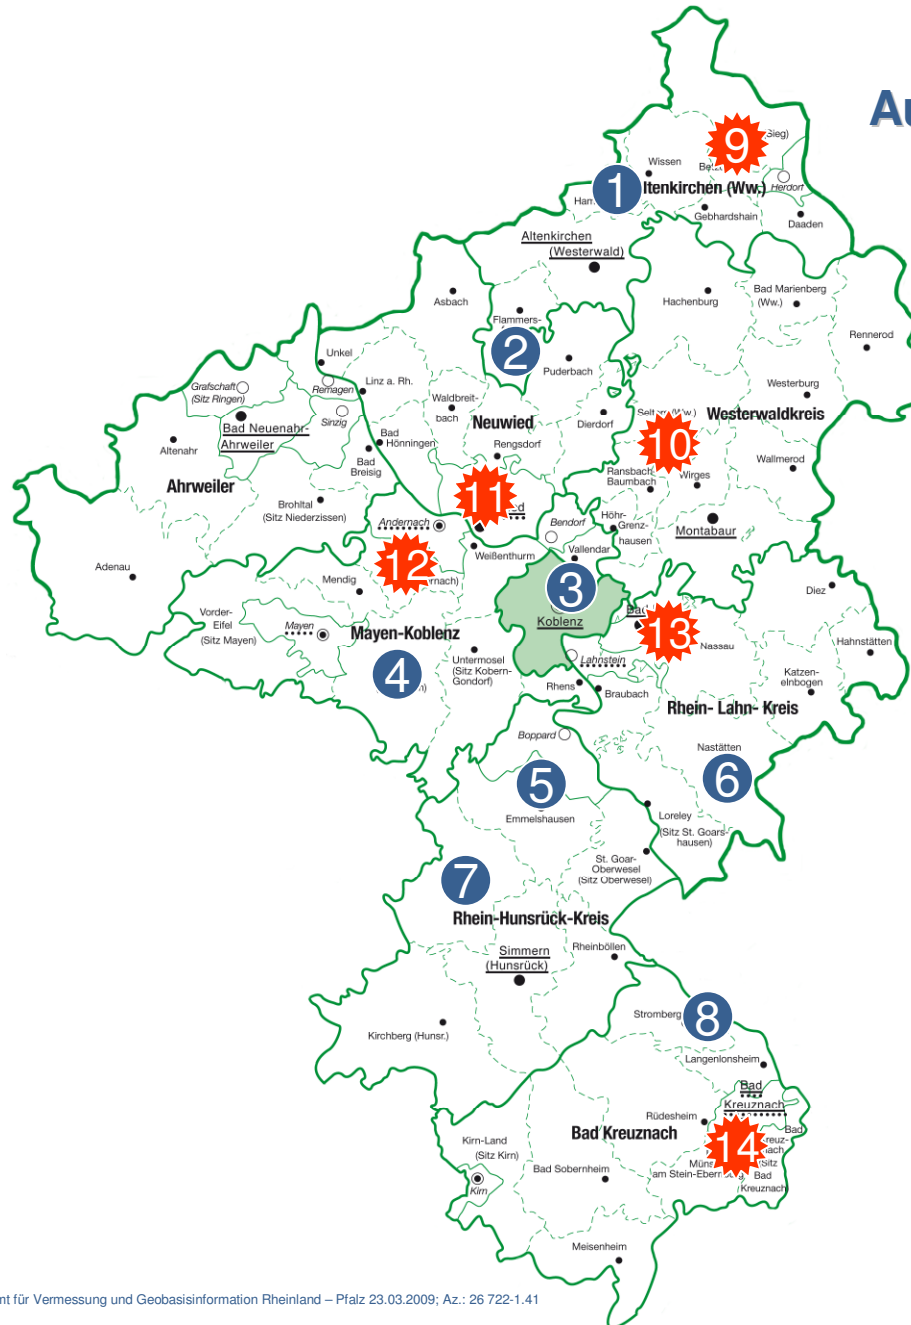 Au
9
Sieg)
Wissen
1
ltenkirchen (Ww.)
Herdorf
Gebhardshain
Daaden
Altenkirchen
(Westerwald)
Asbach
Hachenburg
Bad Marienberg
(Ww.)
Flammers-
2
Rennerod
Unkel
Puderbach
Grafschaft
(Sitz Ringen)
Remagen
Linz a. Rh.
Westerburg
Waldbreit-
bach
Neuwied
Dierdorf
Westerwaldkreis
Sinzig
Bad Neuenahr-
Ahrweiler
Bad
Hönningen
Rengsdorf
10
Altenahr
Bad
Breisig
Wallmerod
Ahrweiler
11
Ransbach-
Baumbach
Wirges
Brohltal
(Sitz Niederzissen)
Andernach
Bendorf
Höhr-
Grenz-
hausen
Montabaur
Weißenthurm
Vallendar
Adenau
12
Mendig
3
Diez
Vorder-
Eifel
(Sitz Mayen)
Mayen
Mayen-Koblenz
Koblenz
13
Nassau
Hahnstätten
4
Untermosel
(Sitz Kobern-
Gondorf)
Lahnstein
Katzen-
elnbogen
Rhens
Braubach
Rhein- Lahn- Kreis
Boppard
Nastätten
5
6
Emmelshausen
Loreley
(Sitz St. Goars-
hausen)
St. Goar-
Oberwesel
(Sitz Oberwesel)
7
Rhein-Hunsrück-Kreis
Simmern
(Hunsrück)
Rheinböllen
Stromberg
8
Kirchberg (Hunsr.)
Langenlonsheim
Bad
Kreuznach
Rüdesheim
Bad Kreuznach
14
Bad
Kirn-Land
(Sitz Kirn)
Bad Sobernheim
am Stein-Ebern
Sitz
Bad
Kreuznach
Kirn
Meisenheim
nt für Vermessung und Geobasisinformation Rheinland – Pfalz 23.03.2009; Az.: 26 722-1.41